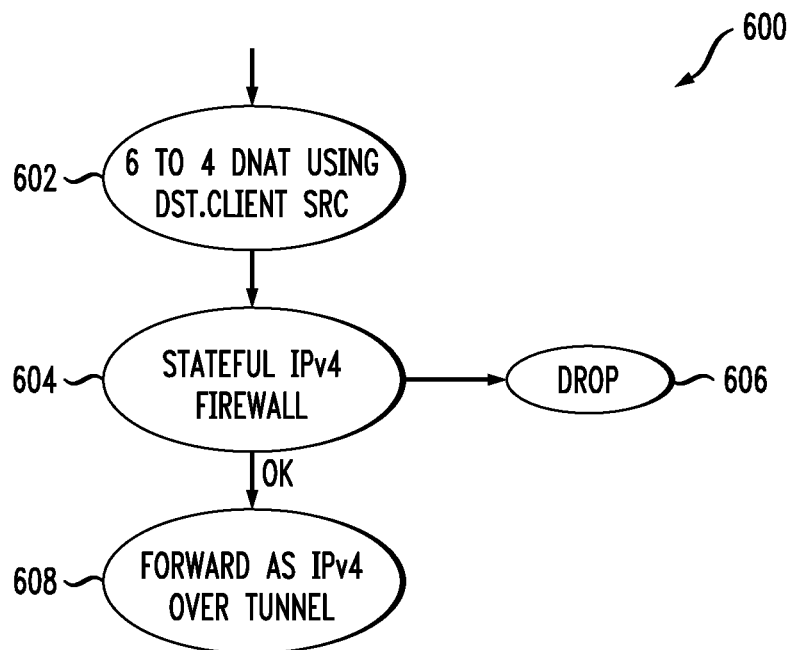 600
602
6 TO 4 DNAT USING
DST.CLIENT SRC
604
STATEFUL IPv4
FIREWALL
DROP
606
OK
608
FORWARD AS IPv4
OVER TUNNEL